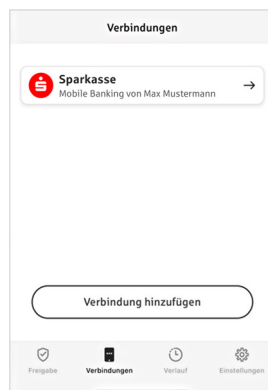 Verbindungen
Sparkasse
Mobile Banking von Max Mustermann
Verbindung hinzufügen
Freigabe
Verbindungen
Verlauf
Einstellungen